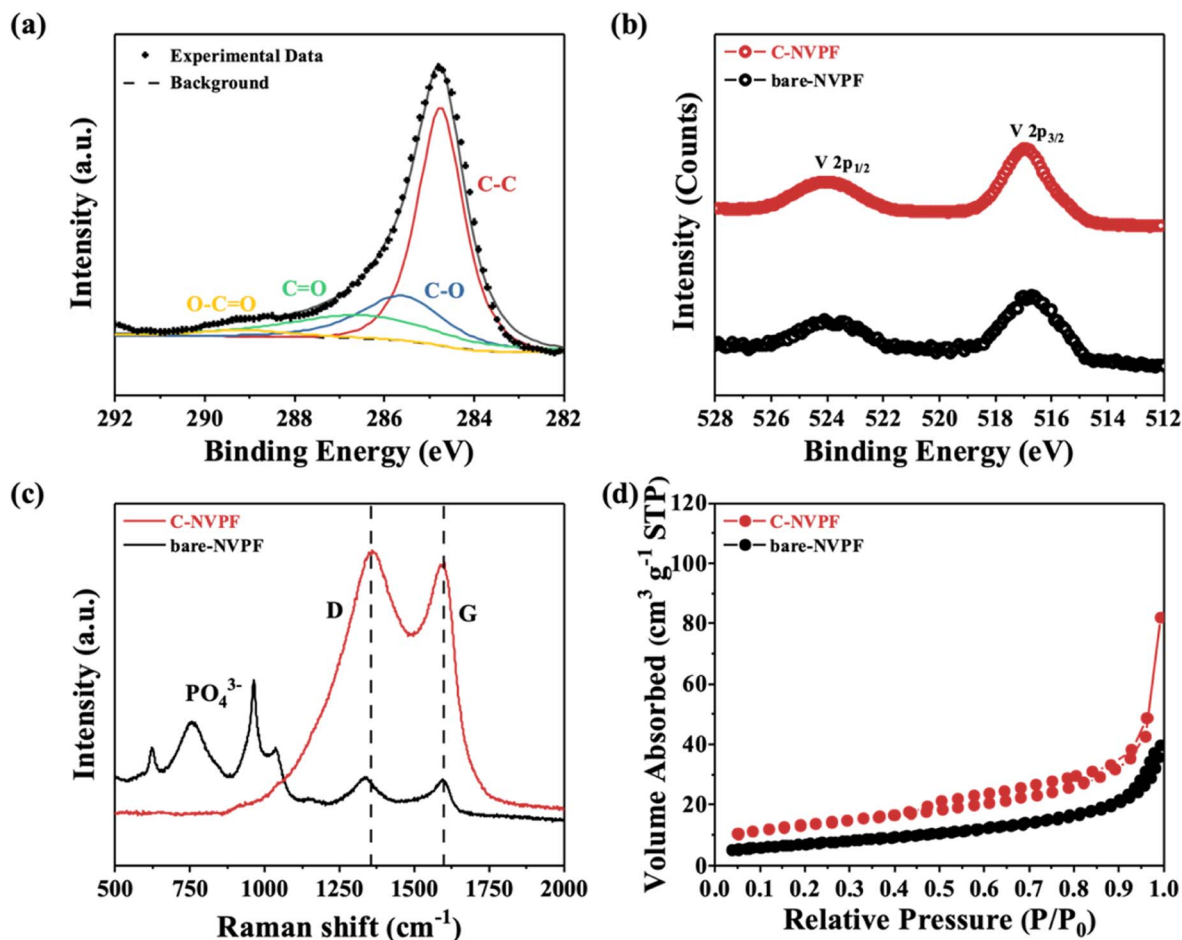 (a)
Experimental Data
Background
C-C
C=O
C-O
O-C=O
Intensity (a.u.)
292 290 288 286 284 282
Binding Energy (eV)
(b)
C-NVPF
bare-NVPF
V 2p3/2
V 2p1/2
Intensity (Counts)
528 526 524 522 520 518 516 514 512
Binding Energy (eV)
(c)
C-NVPF
bare-NVPF
D
G
PO4 3-
Intensity (a.u.)
500 750 1000 1250 1500 1750 2000
Raman shift (cm-1)
(d)
C-NVPF
bare-NVPF
Volume Absorbed (cm3 g-1 STP)
120
100
80
60
40
20
0
0.0 0.1 0.2 0.3 0.4 0.5 0.6 0.7 0.8 0.9 1.0
Relative Pressure (P/P0)